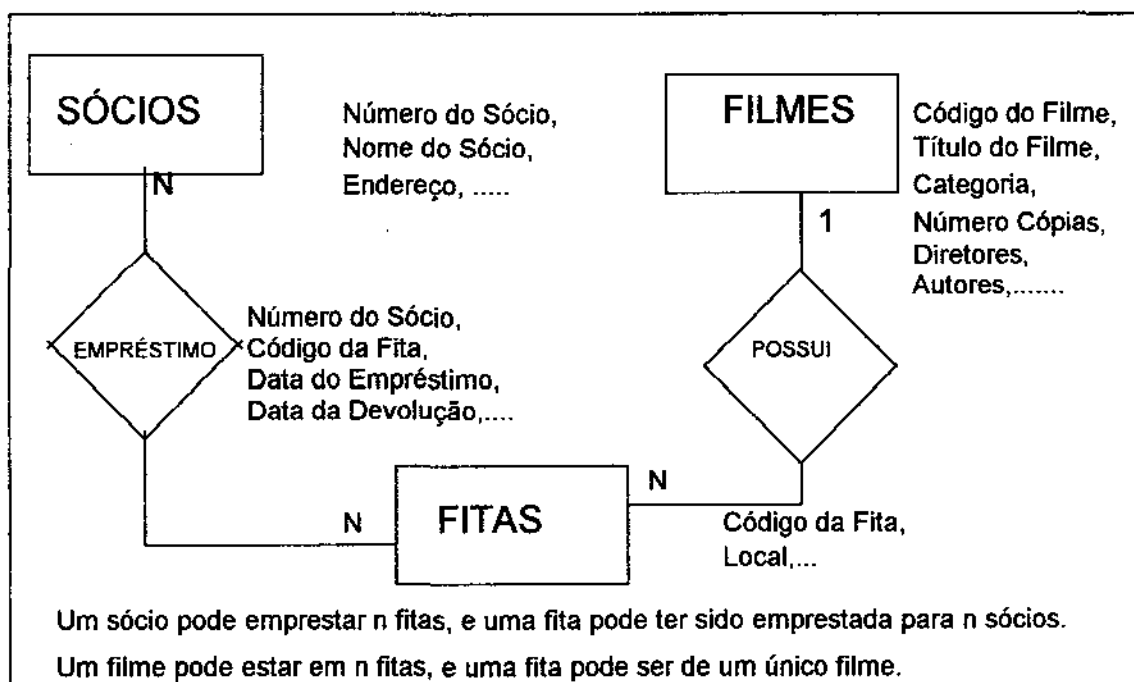 SÓCIOS
N
Número do Sócio,
Nome do Sócio,
Endereço, .....
FILMES
1
Código do Filme,
Título do Filme,
Categoria,
Número Cópias,
Diretores,
Autores,.......
EMPRÉSTIMO
Número do Sócio,
Código da Fita,
Data do Empréstimo,
Data da Devolução,....
POSSUI
N
FITAS
N
Código da Fita,
Local,...
Um sócio pode emprestar n fitas, e uma fita pode ter sido emprestada para n sócios.
Um filme pode estar em n fitas, e uma fita pode ser de um único filme.